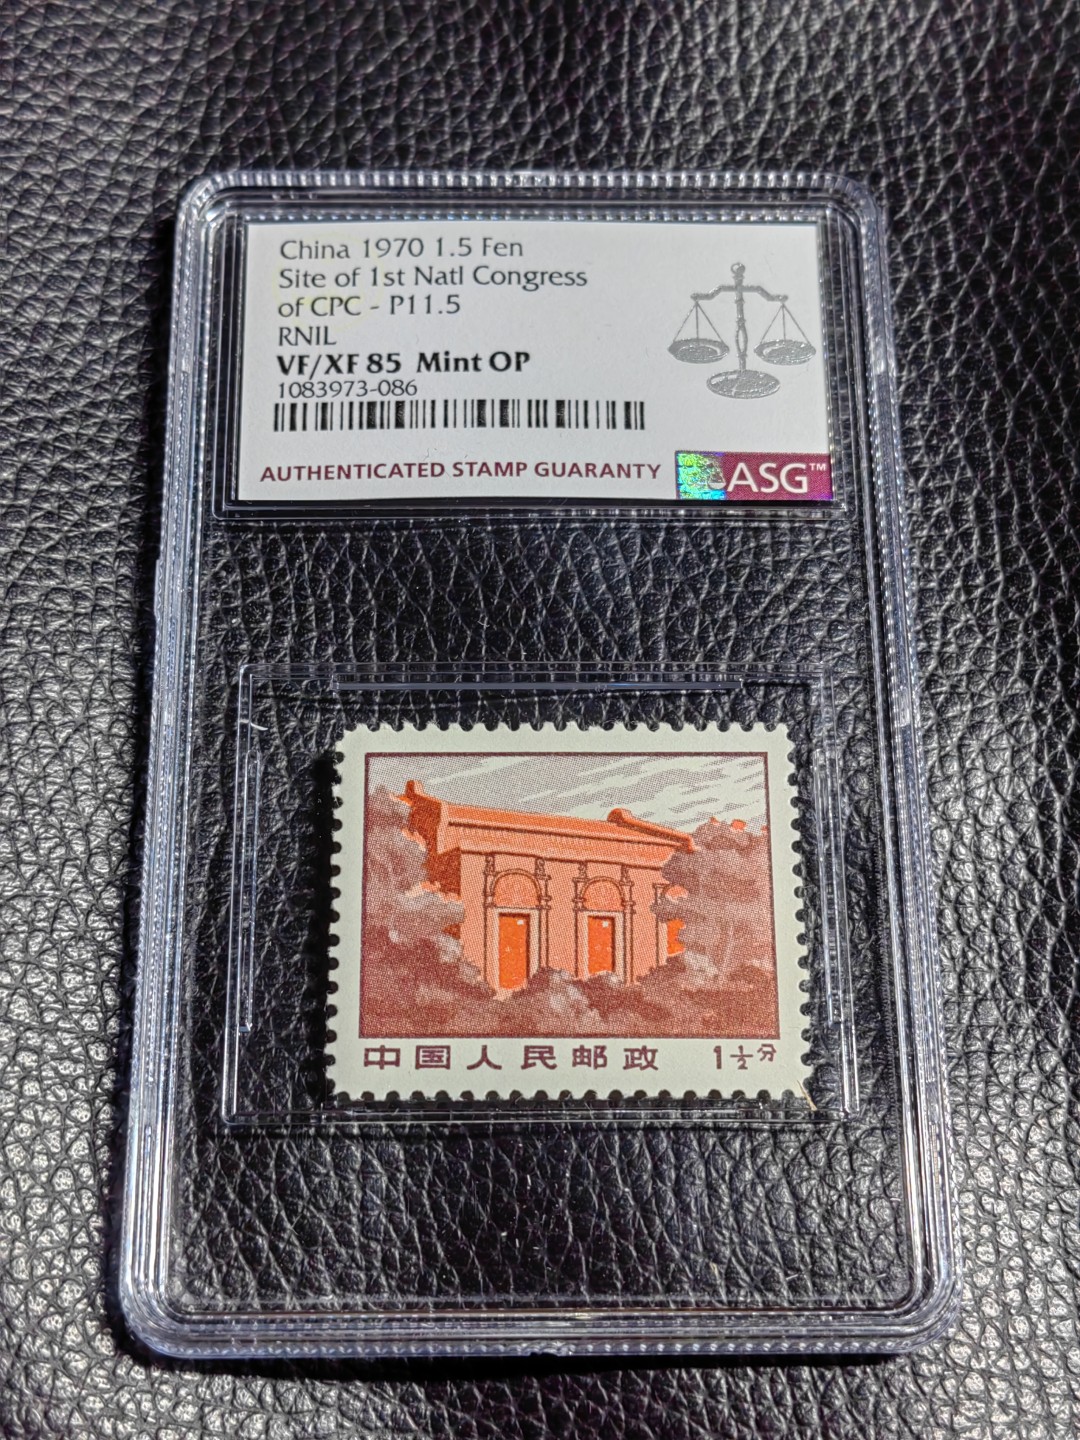 China 1970 1.5 Fen
Site of 1st Natl Congress
of CPC - P11.5
RNIL
VF/XF 85 Mint OP
1083973-086
AUTHENTICATED STAMP GUARANTY ASG™
中国人民邮政 1½分